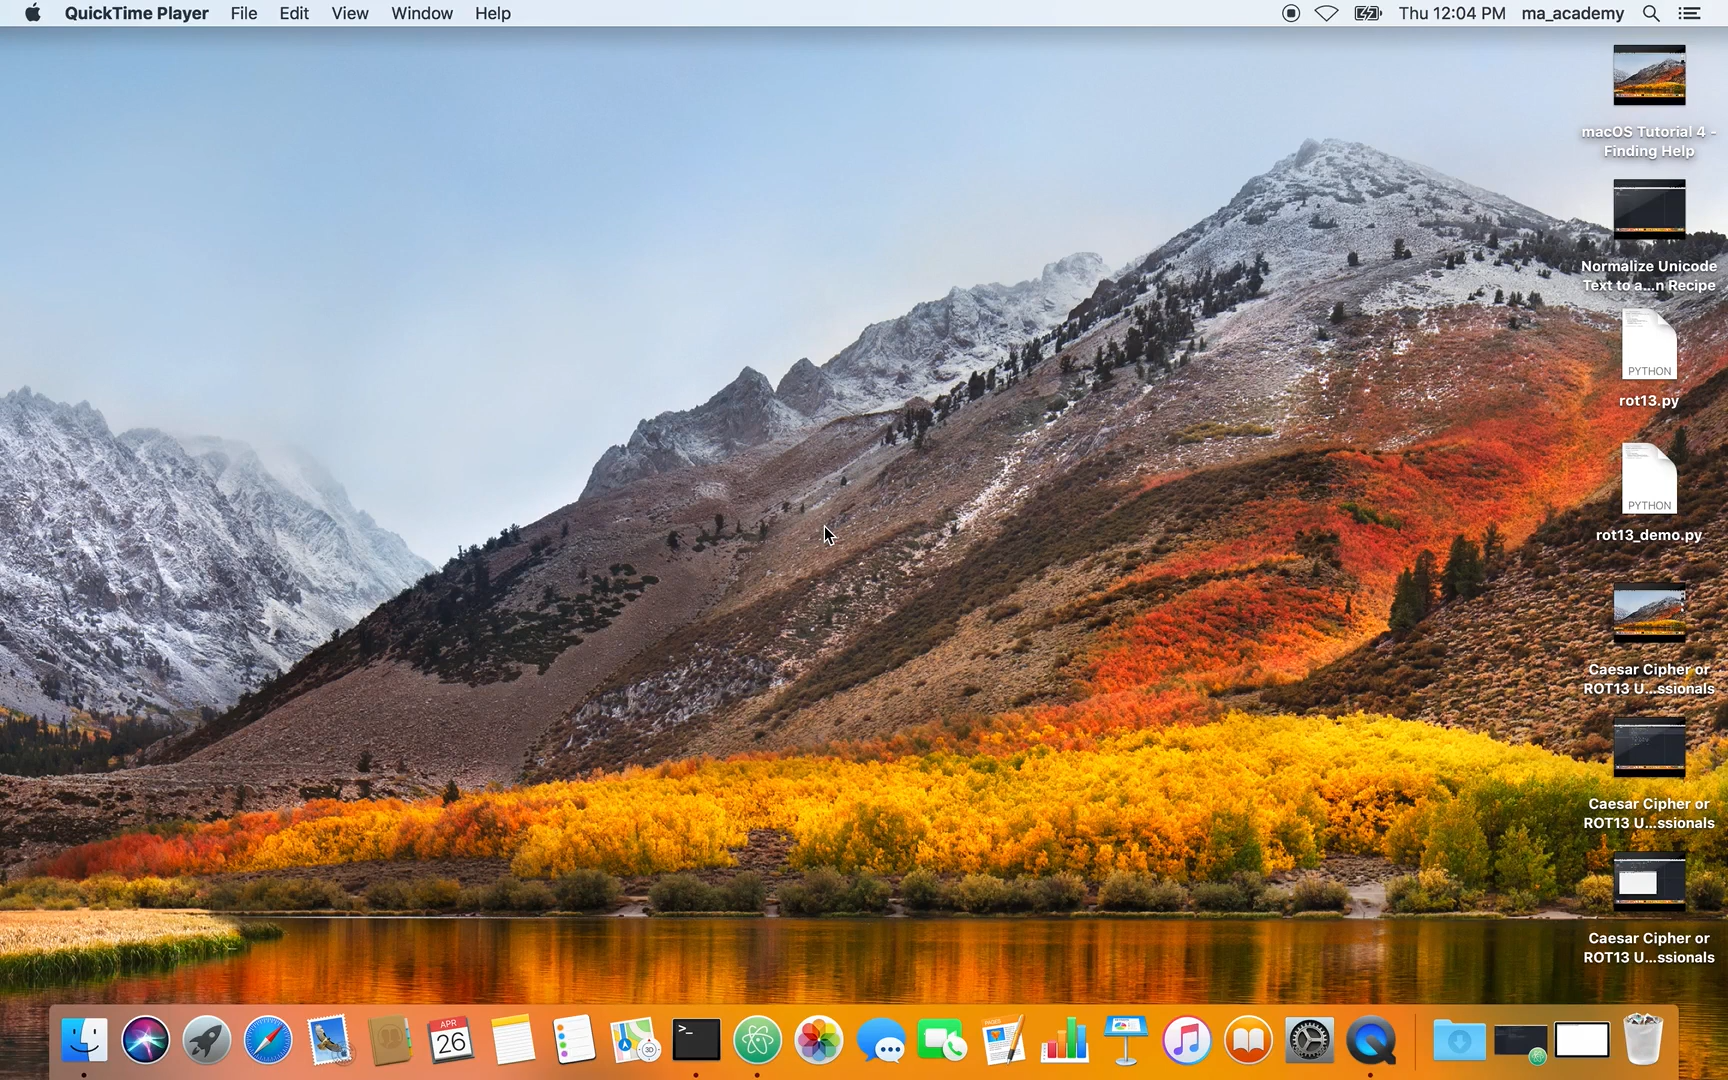 QuickTime Player File Edit View Window Help Thu 12:04 PM ma_academy
macOS Tutorial 4 -
Finding Help
Normalize Unicode
Text to a...n Recipe
PYTHON
rot13.py
PYTHON
rot13_demo.py
Caesar Cipher or
ROT13 U...ssionals
Caesar Cipher or
ROT13 U...ssionals
Caesar Cipher or
ROT13 U...ssionals
APR
26
3D
>_
PAGES